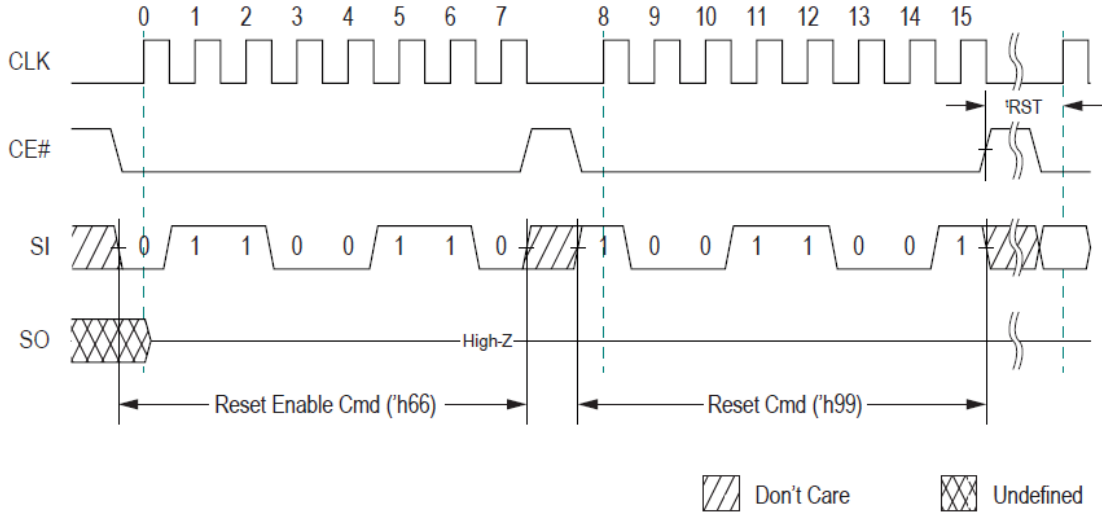 0 1 2 3 4 5 6 7 8 9 10 11 12 13 14 15
CLK
tRST
CE#
SI 0 1 1 0 0 1 1 0 1 0 0 1 1 0 0 1
SO
High-Z
Reset Enable Cmd ('h66) Reset Cmd ('h99)
Don't Care Undefined